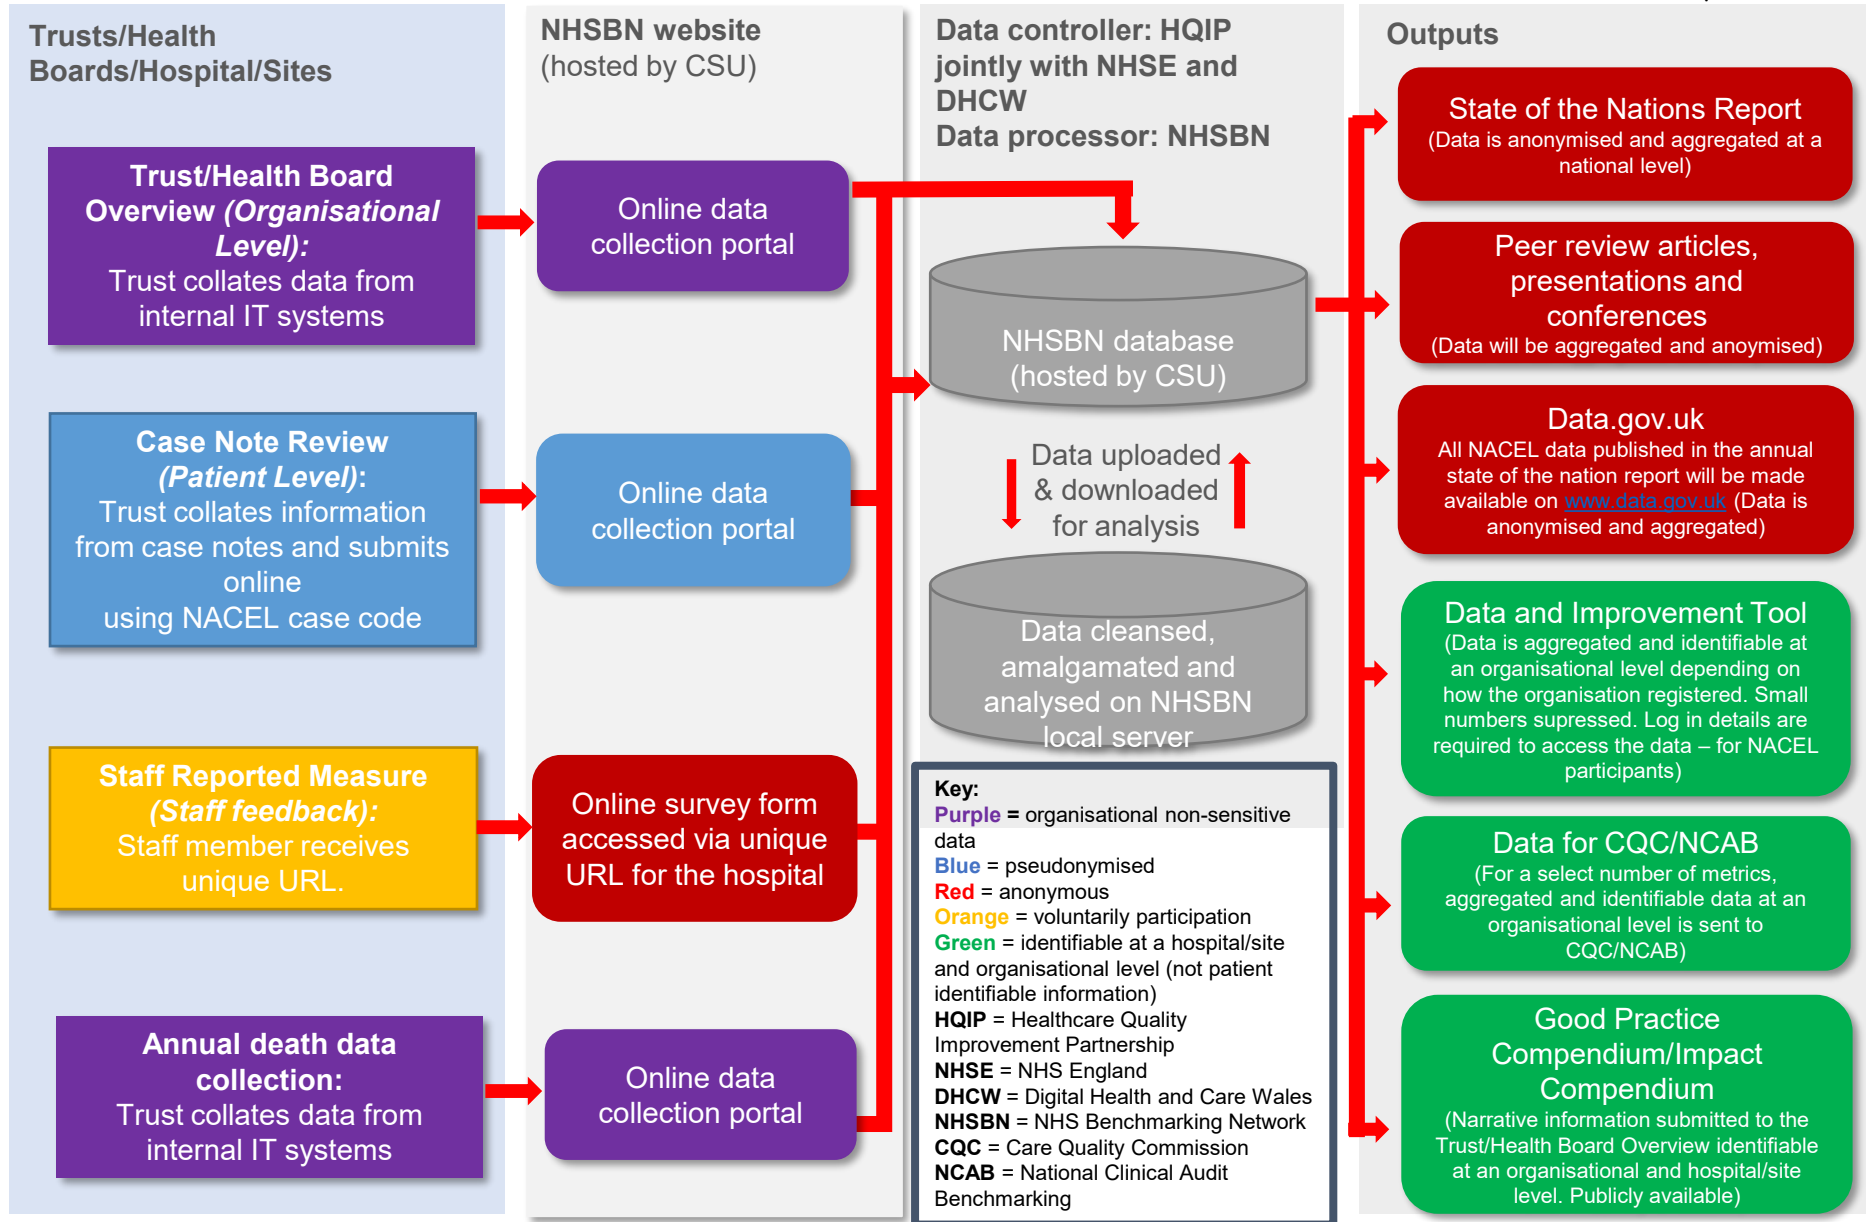 Trusts/Health
Boards/Hospital/Sites
Trust/Health Board
Overview (Organisational
Level):
Trust collates data from
internal IT systems
Case Note Review
(Patient Level):
Trust collates information
from case notes and submits
online
using NACEL case code
Staff Reported Measure
(Staff feedback):
Staff member receives
unique URL.
Annual death data
collection:
Trust collates data from
internal IT systems
NHSBN website
(hosted by CSU)
Online data
collection portal
Online data
collection portal
Online survey form
accessed via unique
URL for the hospital
Online data
collection portal
Data controller: HQIP
jointly with NHSE and
DHCW
Data processor: NHSBN
NHSBN database
(hosted by CSU)
Data uploaded
& downloaded
for analysis
Data cleansed,
amalgamated and
analysed on NHSBN
local server
Key:
Purple = organisational non-sensitive
data
Blue = pseudonymised
Red = anonymous
Orange = voluntarily participation
Green = identifiable at a hospital/site
and organisational level (not patient
identifiable information)
HQIP = Healthcare Quality
Improvement Partnership
NHSE = NHS England
DHCW = Digital Health and Care Wales
NHSBN = NHS Benchmarking Network
CQC = Care Quality Commission
NCAB = National Clinical Audit
Benchmarking
Outputs
State of the Nations Report
(Data is anonymised and aggregated at a
national level)
Peer review articles,
presentations and
conferences
(Data will be aggregated and anoymised)
Data.gov.uk
All NACEL data published in the annual
state of the nation report will be made
available on www.data.gov.uk (Data is
anonymised and aggregated)
Data and Improvement Tool
(Data is aggregated and identifiable at
an organisational level depending on
how the organisation registered. Small
numbers supressed. Log in details are
required to access the data – for NACEL
participants)
Data for CQC/NCAB
(For a select number of metrics,
aggregated and identifiable data at an
organisational level is sent to
CQC/NCAB)
Good Practice
Compendium/Impact
Compendium
(Narrative information submitted to the
Trust/Health Board Overview identifiable
at an organisational and hospital/site
level. Publicly available)